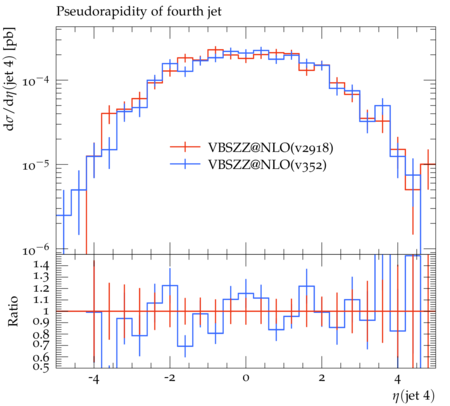 Pseudorapidity of fourth jet
dσ/dη(jet 4) [pb]
10⁻⁴
10⁻⁵
10⁻⁶
VBSZZ@NLO(v2918)
VBSZZ@NLO(v352)
Ratio
1.4
1.3
1.2
1.1
1
0.9
0.8
0.7
0.6
0.5
-4 -2 0 2 4
η(jet 4)